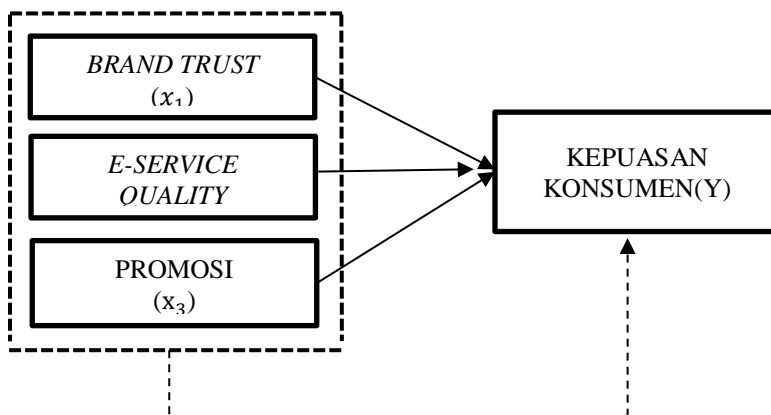 BRAND TRUST
(x₁)
E-SERVICE
QUALITY
PROMOSI
(x₃)
KEPUASAN
KONSUMEN(Y)